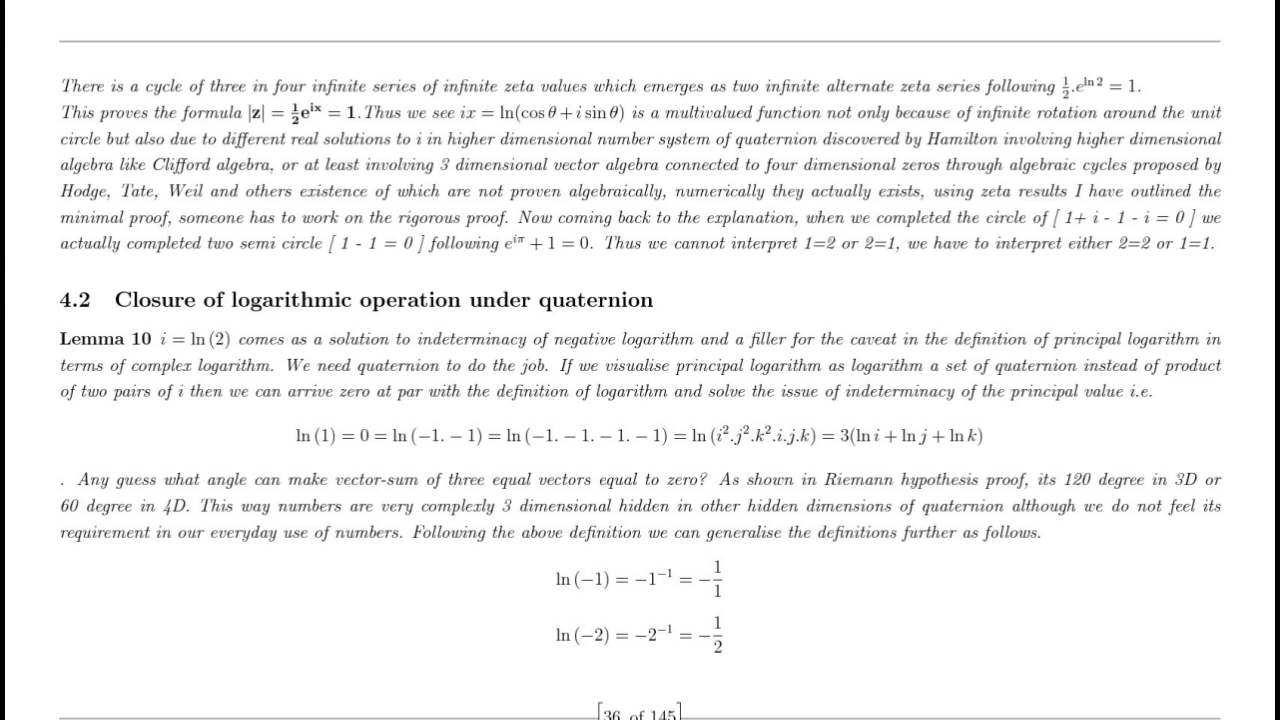 There is a cycle of three in four infinite series of infinite zeta values which emerges as two infinite alternate zeta series following $\frac{1}{2}.e^{\ln 2} = 1$.
This proves the formula $|\mathbf{z}| = \mathbf{\frac{1}{2}e^{ix}} = \mathbf{1}$.Thus we see $ix = \ln(\cos\theta + i\sin\theta)$ is a multivalued function not only because of infinite rotation around the unit
circle but also due to different real solutions to i in higher dimensional number system of quaternion discovered by Hamilton involving higher dimensional
algebra like Clifford algebra, or at least involving 3 dimensional vector algebra connected to four dimensional zeros through algebraic cycles proposed by
Hodge, Tate, Weil and others existence of which are not proven algebraically, numerically they actually exists, using zeta results I have outlined the
minimal proof, someone has to work on the rigorous proof. Now coming back to the explanation, when we completed the circle of [ 1+ i - 1 - i = 0 ] we
actually completed two semi circle [ 1 - 1 = 0 ] following $e^{i\pi} + 1 = 0$. Thus we cannot interpret 1=2 or 2=1, we have to interpret either 2=2 or 1=1.
4.2 Closure of logarithmic operation under quaternion
Lemma 10 $i = \ln(2)$ comes as a solution to indeterminacy of negative logarithm and a filler for the caveat in the definition of principal logarithm in
terms of complex logarithm. We need quaternion to do the job. If we visualise principal logarithm as logarithm a set of quaternion instead of product
of two pairs of i then we can arrive zero at par with the definition of logarithm and solve the issue of indeterminacy of the principal value i.e.
$\ln(1) = 0 = \ln(-1.-1) = \ln(-1.-1.-1.-1) = \ln(i^2.j^2.k^2.i.j.k) = 3(\ln i + \ln j + \ln k)$
. Any guess what angle can make vector-sum of three equal vectors equal to zero? As shown in Riemann hypothesis proof, its 120 degree in 3D or
60 degree in 4D. This way numbers are very complexly 3 dimensional hidden in other hidden dimensions of quaternion although we do not feel its
requirement in our everyday use of numbers. Following the above definition we can generalise the definitions further as follows.
$\ln(-1) = -1^{-1} = -\frac{1}{1}$
$\ln(-2) = -2^{-1} = -\frac{1}{2}$
[36 of 145]